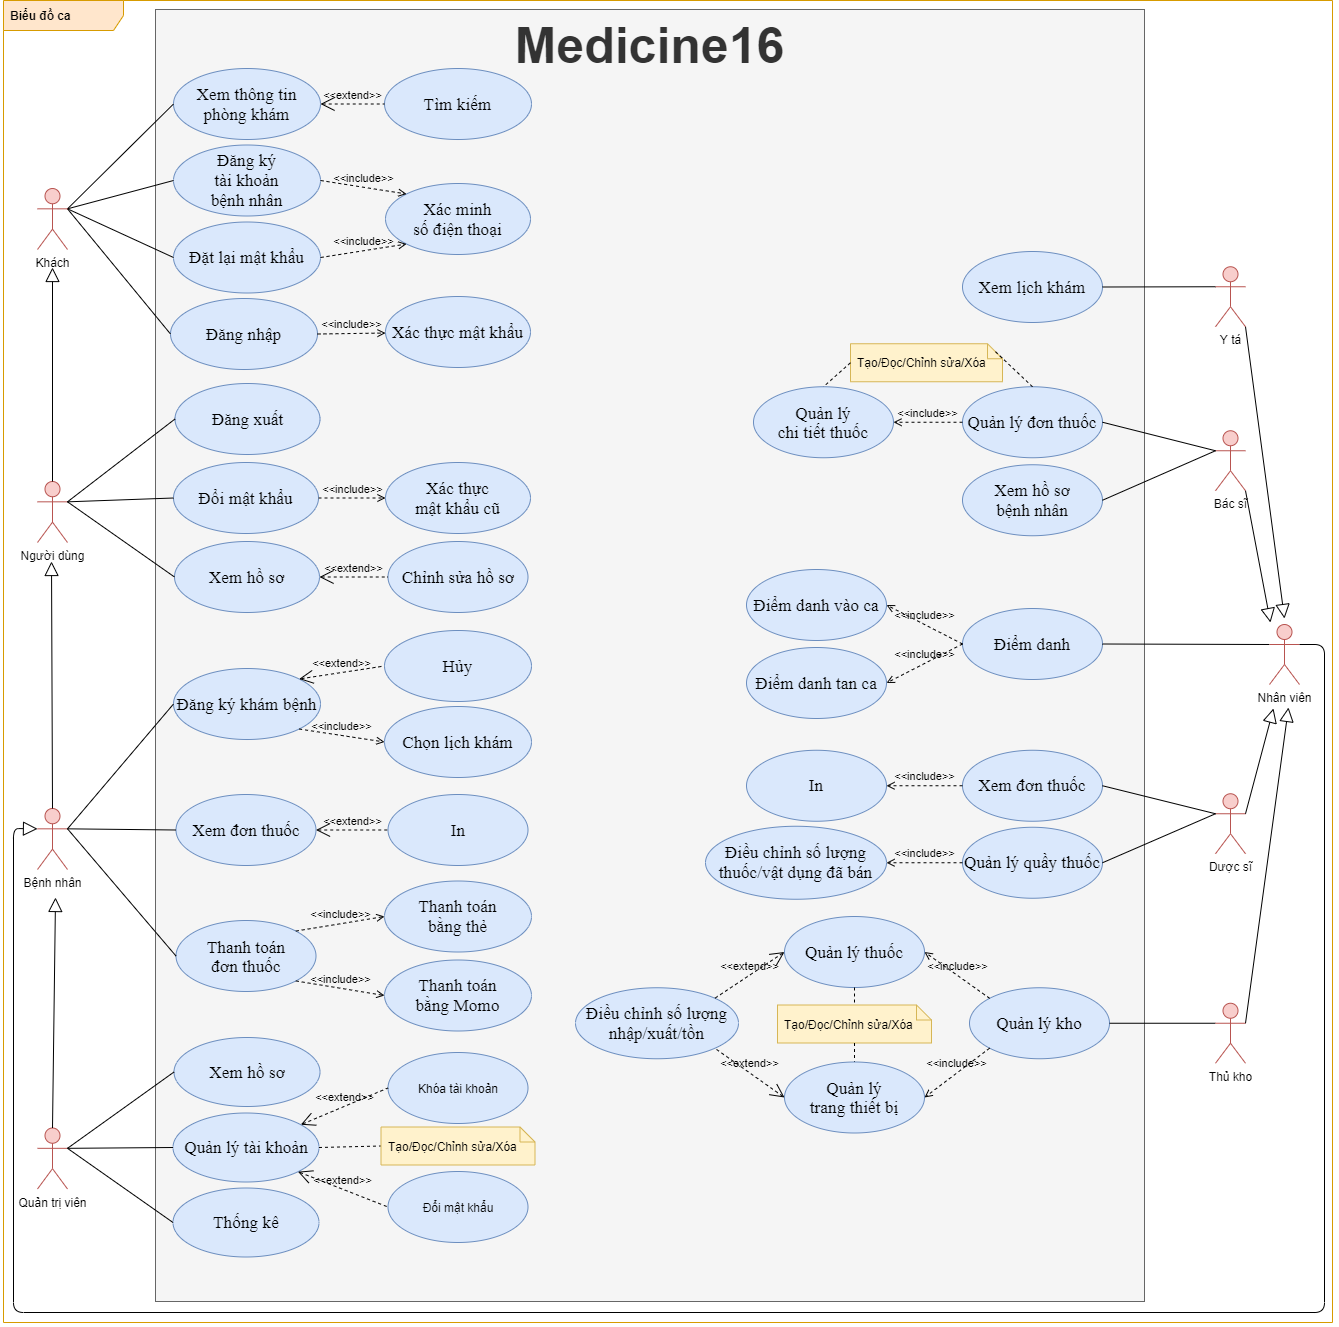 Biểu đồ ca
Medicine16
Xem thông tin
phòng khám
<<extend>>
Tìm kiếm
Đăng ký
tài khoản
bệnh nhân
<<include>>
Xác minh
số điện thoại
Đặt lại mật khẩu
<<include>>
Khách
Đăng nhập
<<include>>
Xác thực mật khẩu
Đăng xuất
Đổi mật khẩu
<<include>>
Xác thực
mật khẩu cũ
Người dùng
Xem hồ sơ
<<extend>>
Chỉnh sửa hồ sơ
Đăng ký khám bệnh
<<extend>>
Hủy
<<include>>
Chọn lịch khám
Xem đơn thuốc
<<extend>>
In
Bệnh nhân
Thanh toán
đơn thuốc
<<include>>
Thanh toán
bằng thẻ
<<include>>
Thanh toán
bằng Momo
Xem hồ sơ
Quản lý tài khoản
<<extend>>
Khóa tài khoản
Tạo/Đọc/Chỉnh sửa/Xóa
<<extend>>
Đổi mật khẩu
Quản trị viên
Thống kê
Xem lịch khám
Y tá
Tạo/Đọc/Chỉnh sửa/Xóa
Quản lý
chi tiết thuốc
<<include>>
Quản lý đơn thuốc
Xem hồ sơ
bệnh nhân
Bác sĩ
Điểm danh vào ca
<<include>>
Điểm danh
<<include>>
Điểm danh tan ca
Nhân viên
In
<<include>>
Xem đơn thuốc
Điều chỉnh số lượng
thuốc/vật dụng đã bán
<<include>>
Quản lý quầy thuốc
Dược sĩ
Quản lý thuốc
<<extend>>
<<include>>
Điều chỉnh số lượng
nhập/xuất/tồn
Tạo/Đọc/Chỉnh sửa/Xóa
Quản lý kho
<<extend>>
<<include>>
Quản lý
trang thiết bị
Thủ kho